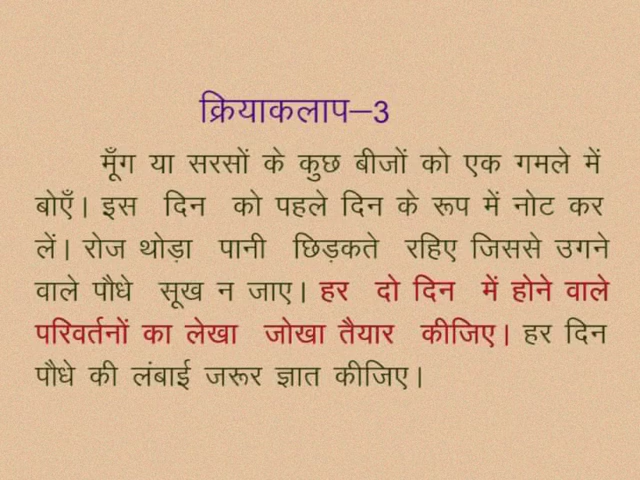 क्रियाकलाप–3
मूँग या सरसों के कुछ बीजों को एक गमले में
बोएँ। इस दिन को पहले दिन के रूप में नोट कर
लें। रोज थोड़ा पानी छिड़कते रहिए जिससे उगने
वाले पौधे सूख न जाए। हर दो दिन में होने वाले
परिवर्तनों का लेखा जोखा तैयार कीजिए। हर दिन
पौधे की लंबाई जरूर ज्ञात कीजिए।